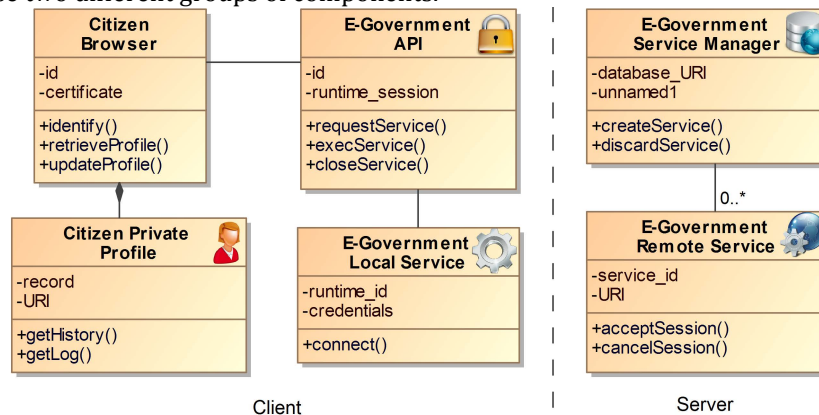 Citizen
Browser
-id
-certificate
+identify()
+retrieveProfile()
+updateProfile()
E-Government
API
-id
-runtime_session
+requestService()
+execService()
+closeService()
E-Government
Service Manager
-database_URI
-unnamed1
+createService()
+discardService()
0..*
Citizen Private
Profile
-record
-URI
+getHistory()
+getLog()
E-Government
Local Service
-runtime_id
-credentials
+connect()
E-Government
Remote Service
-service_id
-URI
+acceptSession()
+cancelSession()
Client
Server